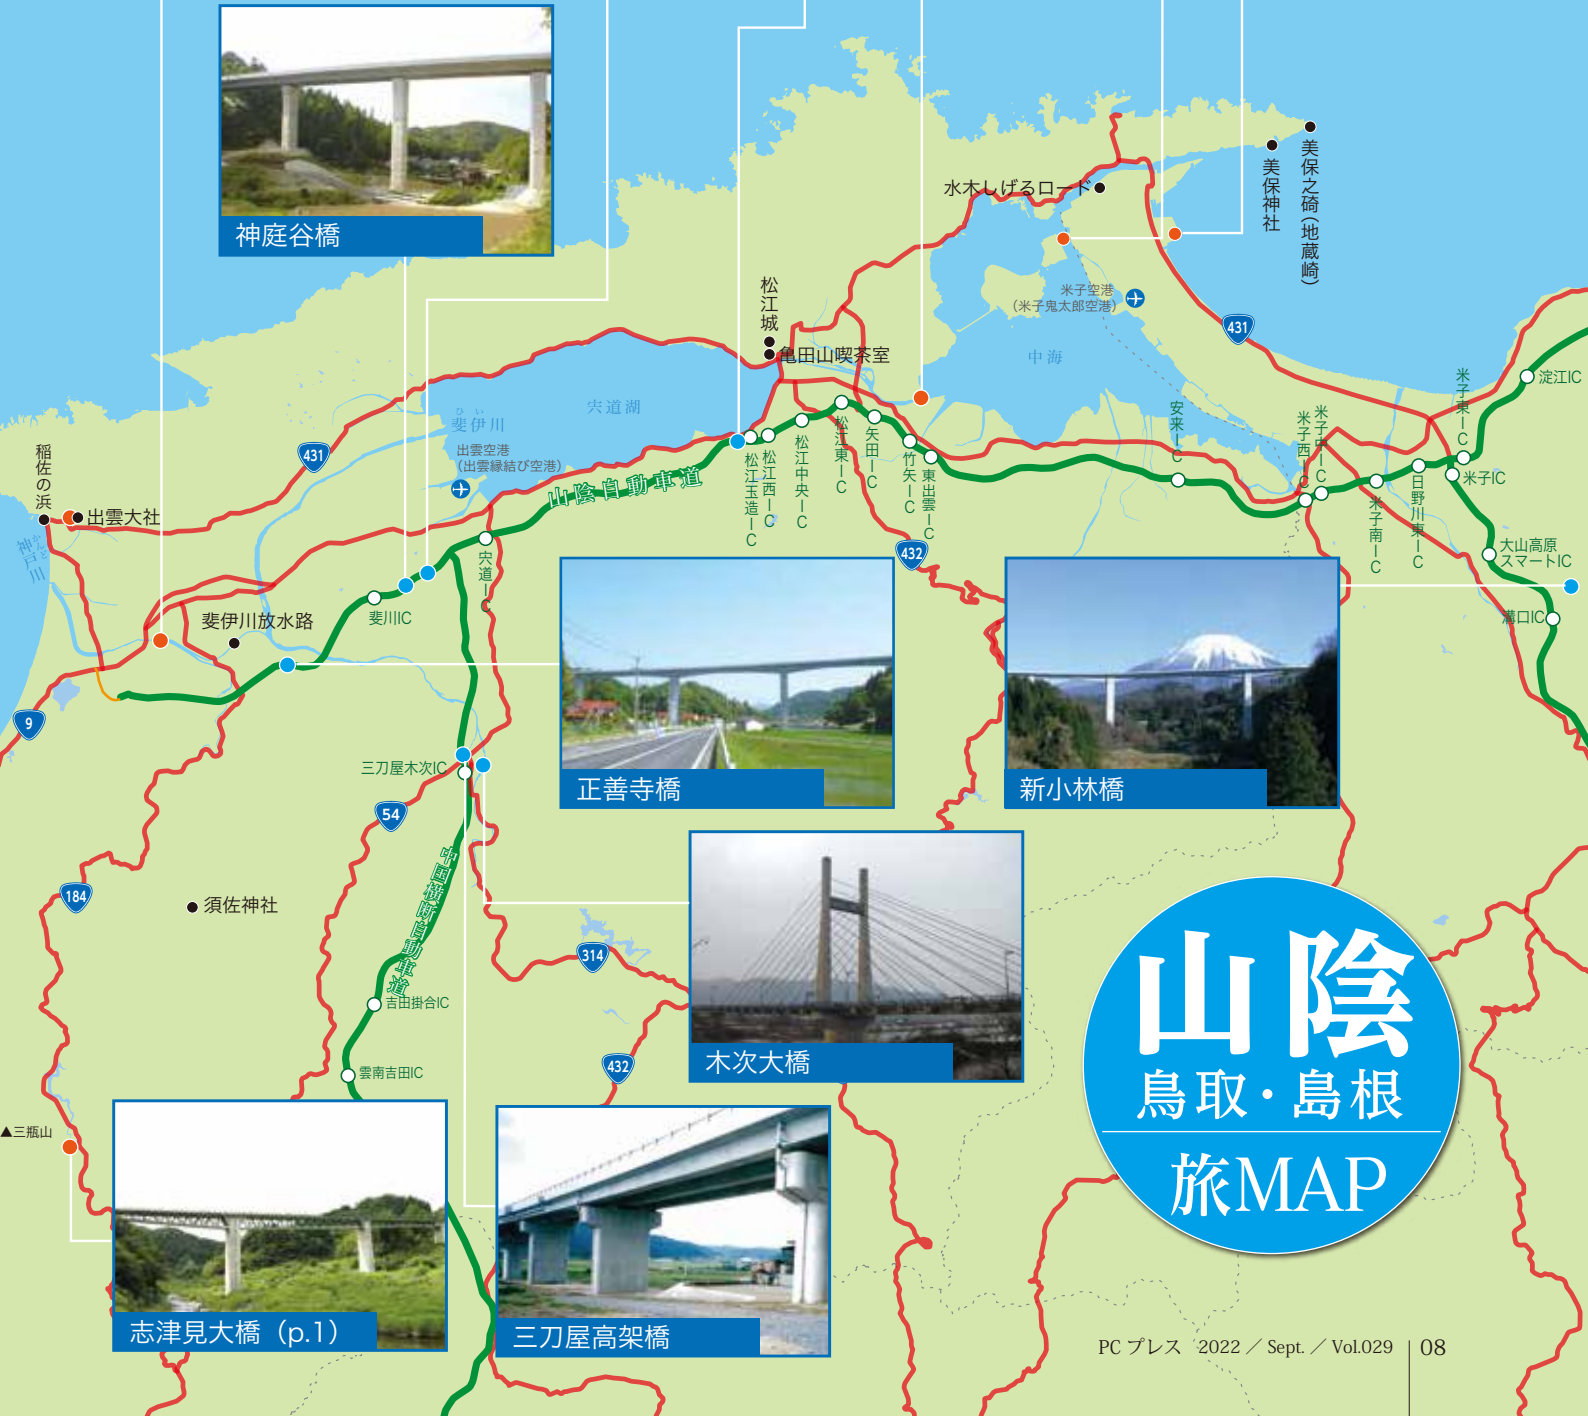 神庭谷橋
水木しげるロード
美保神社
美保之碕(地蔵崎)
松江城
亀田山喫茶室
米子空港
(米子鬼太郎空港)
中海
431
淀江IC
米子東IC
宍道湖
ひい
斐伊川
出雲空港
(出雲縁結び空港)
431
稲佐の浜
出雲大社
かんど
神戸川
山陰自動車道
松江玉造IC
松江西IC
松江中央IC
松江東IC
矢田IC
竹矢IC
東出雲IC
安来IC
米子西IC
米子中IC
米子南IC
日野川東IC
米子IC
大山高原
スマートIC
溝口IC
宍道IC
斐川IC
斐伊川放水路
432
9
正善寺橋
新小林橋
三刀屋木次IC
54
184
中国横断自動車道
須佐神社
314
木次大橋
吉田掛合IC
雲南吉田IC
432
▲三瓶山
志津見大橋（p.1）
三刀屋高架橋
山陰
鳥取・島根
旅MAP
PC プレス 2022 ／ Sept. ／ Vol.029
08